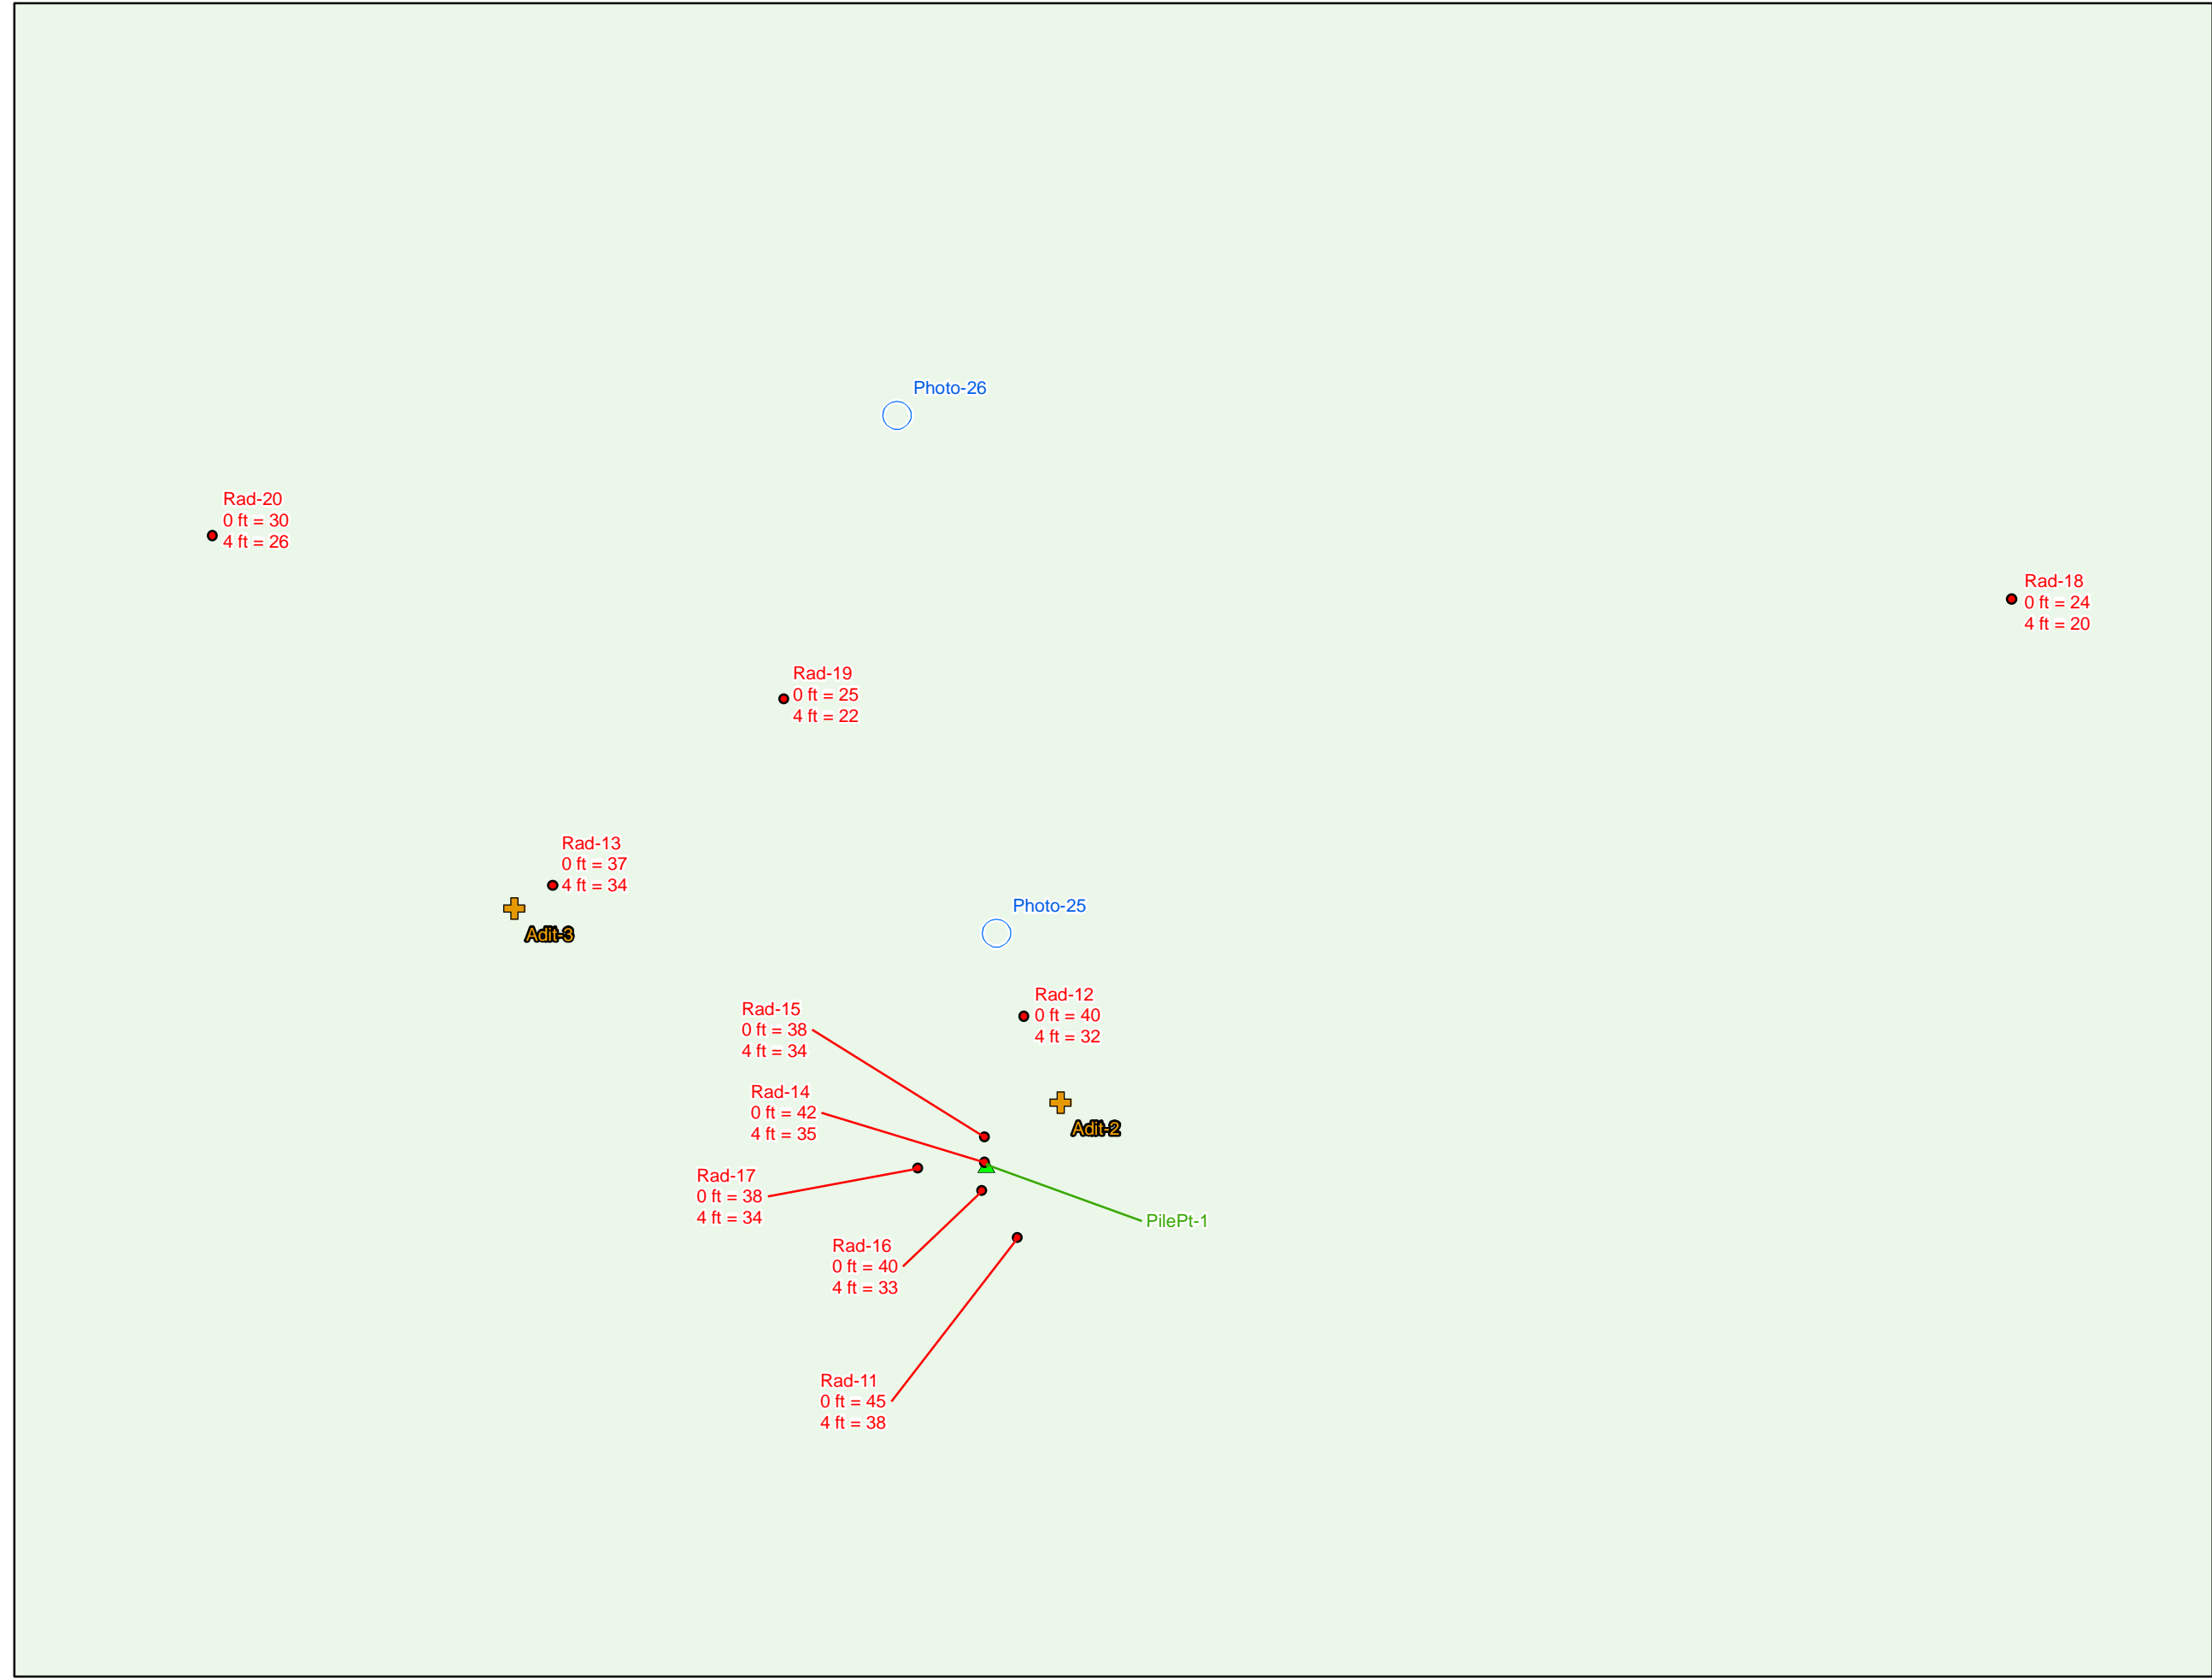 Photo-26
Rad-20
0 ft = 30
4 ft = 26
Rad-18
0 ft = 24
4 ft = 20
Rad-19
0 ft = 25
4 ft = 22
Rad-13
0 ft = 37
4 ft = 34
Adit-3
Photo-25
Rad-12
0 ft = 40
4 ft = 32
Rad-15
0 ft = 38
4 ft = 34
Rad-14
0 ft = 42
4 ft = 35
Adit-2
Rad-17
0 ft = 38
4 ft = 34
PilePt-1
Rad-16
0 ft = 40
4 ft = 33
Rad-11
0 ft = 45
4 ft = 38